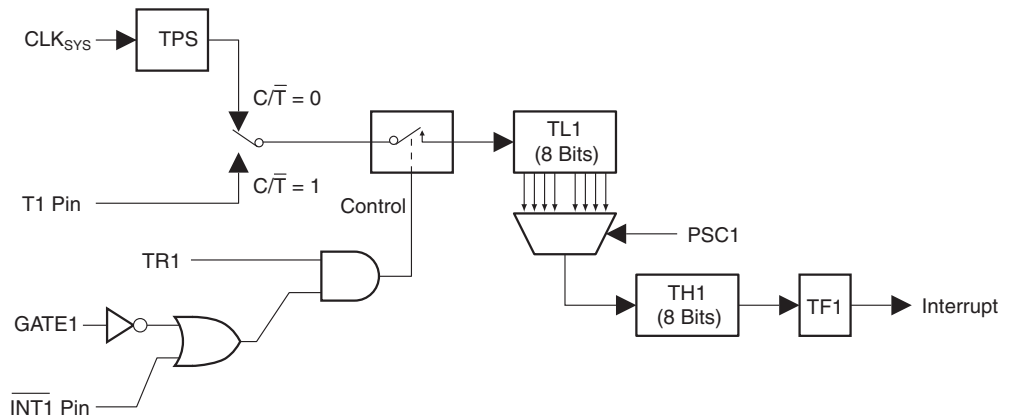 CLKSYS
TPS
C/T̅ = 0
C/T̅ = 1
T1 Pin
Control
TL1
(8 Bits)
PSC1
TR1
TH1
(8 Bits)
TF1
Interrupt
GATE1
I̅N̅T̅1̅ Pin